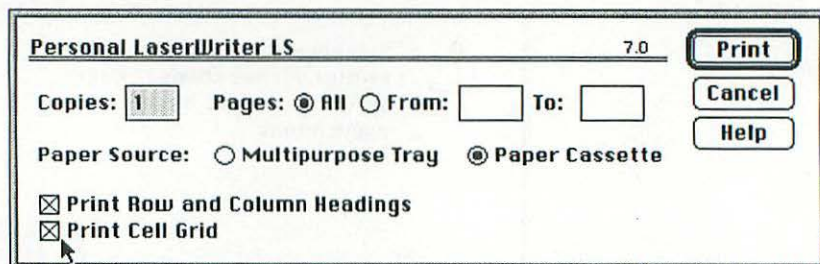 Personal LaserWriter LS 7.0 Print
Copies: 1 Pages: All From: To: Cancel
Help
Paper Source: Multipurpose Tray Paper Cassette
Print Row and Column Headings
Print Cell Grid